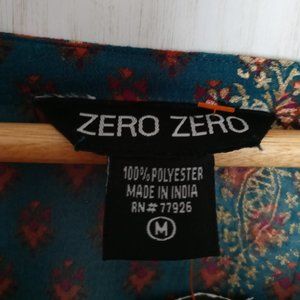 ZERO ZERO
100% POLYESTER
MADE IN INDIA
RN# 77926
M